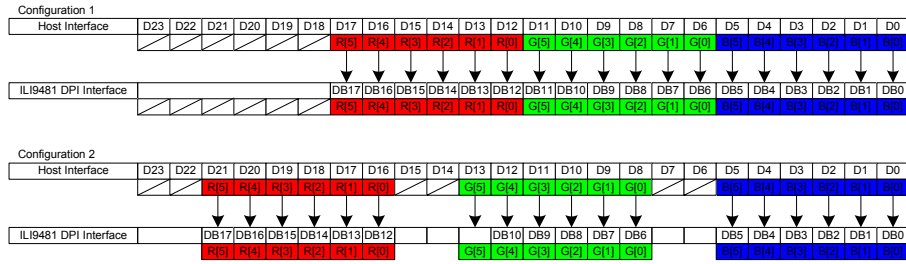 Configuration 1
Host Interface D23 D22 D21 D20 D19 D18 D17 D16 D15 D14 D13 D12 D11 D10 D9 D8 D7 D6 D5 D4 D3 D2 D1 D0
R[5] R[4] R[3] R[2] R[1] R[0] G[5] G[4] G[3] G[2] G[1] G[0] B[5] B[4] B[3] B[2] B[1] B[0]
ILI9481 DPI Interface DB17 DB16 DB15 DB14 DB13 DB12 DB11 DB10 DB9 DB8 DB7 DB6 DB5 DB4 DB3 DB2 DB1 DB0
R[5] R[4] R[3] R[2] R[1] R[0] G[5] G[4] G[3] G[2] G[1] G[0] B[5] B[4] B[3] B[2] B[1] B[0]
Configuration 2
Host Interface D23 D22 D21 D20 D19 D18 D17 D16 D15 D14 D13 D12 D11 D10 D9 D8 D7 D6 D5 D4 D3 D2 D1 D0
R[5] R[4] R[3] R[2] R[1] R[0] G[5] G[4] G[3] G[2] G[1] G[0] B[5] B[4] B[3] B[2] B[1] B[0]
ILI9481 DPI Interface DB17 DB16 DB15 DB14 DB13 DB12 DB10 DB9 DB8 DB7 DB6 DB5 DB4 DB3 DB2 DB1 DB0
R[5] R[4] R[3] R[2] R[1] R[0] G[5] G[4] G[3] G[2] G[1] G[0] B[5] B[4] B[3] B[2] B[1] B[0]